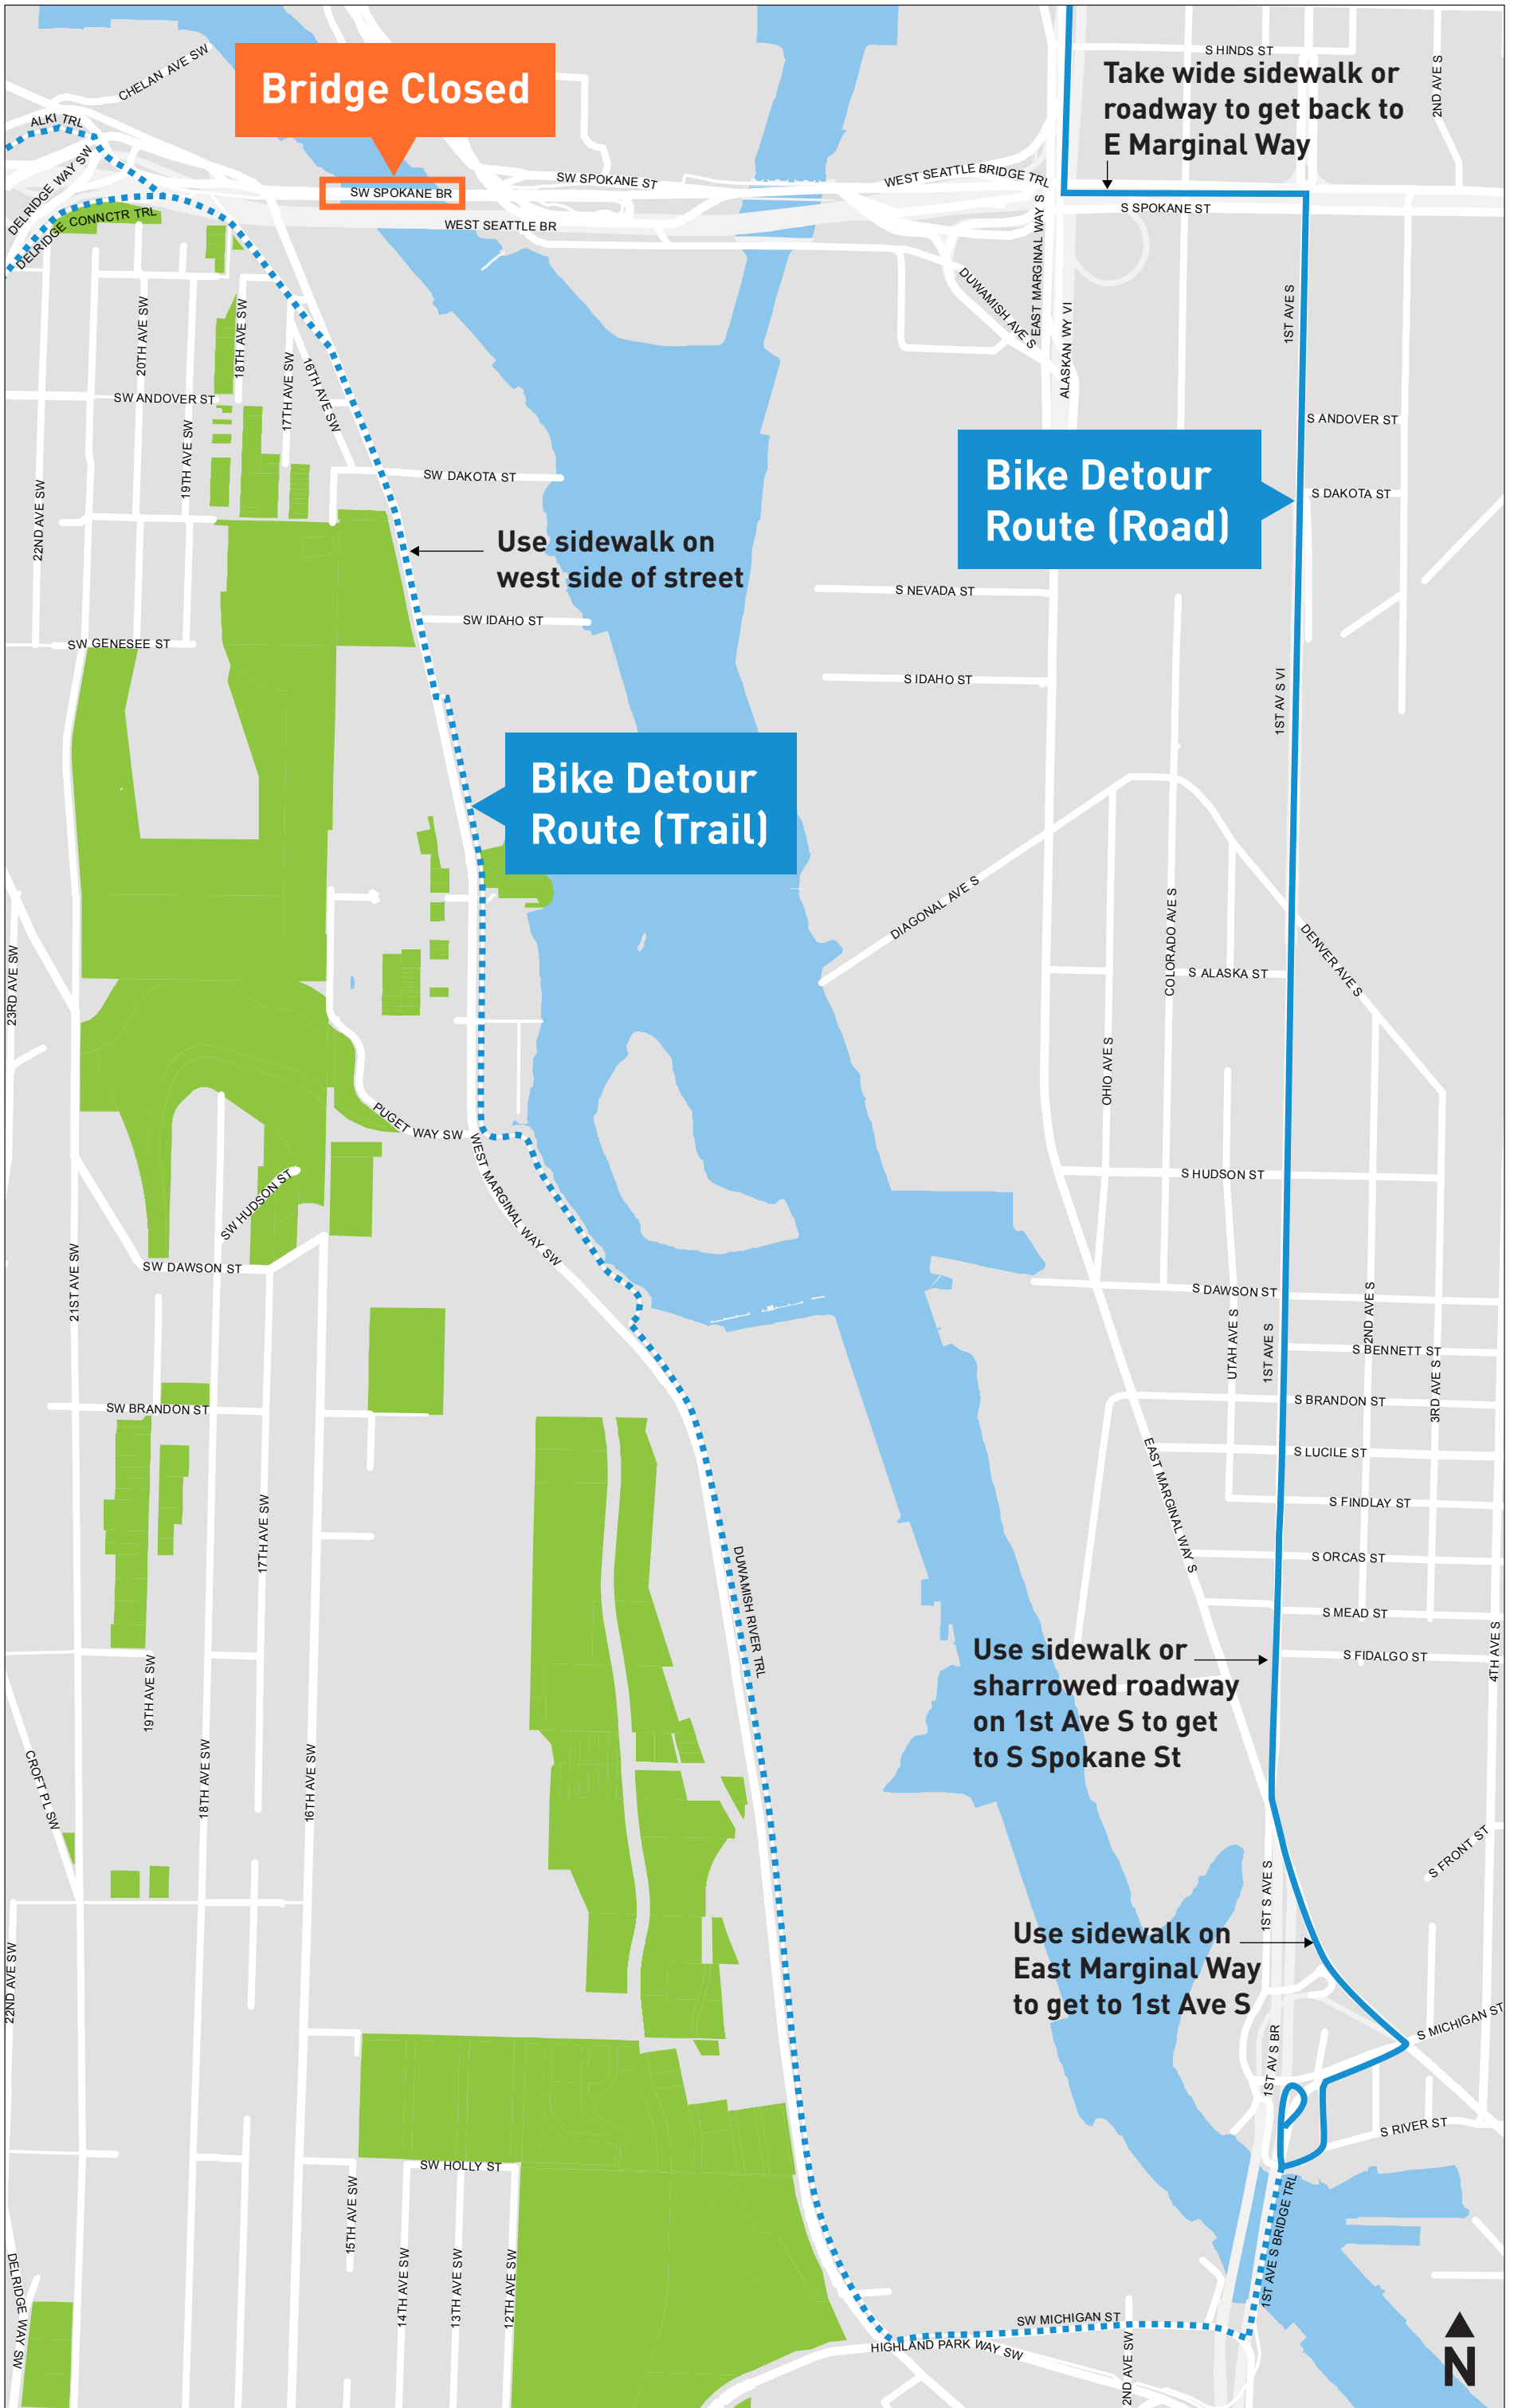 S HINDS ST
2ND AVE S
CHELAN AVE SW
Bridge Closed
Take wide sidewalk or
roadway to get back to
E Marginal Way
ALKI TRL
DELRIDGE WAY SW
SW SPOKANE BR
SW SPOKANE ST
WEST SEATTLE BRIDGE TRL
S SPOKANE ST
DELRIDGE CONNCTR TRL
WEST SEATTLE BR
EAST MARGINAL WAY S
DUWAMISH AVE S
ALASKAN WY VI
1ST AVE S
20TH AVE SW
18TH AVE SW
17TH AVE SW
16TH AVE SW
SW ANDOVER ST
19TH AVE SW
22ND AVE SW
S ANDOVER ST
Bike Detour
Route (Road)
SW DAKOTA ST
S DAKOTA ST
Use sidewalk on
west side of street
S NEVADA ST
SW IDAHO ST
SW GENESEE ST
S IDAHO ST
1ST AV S VI
Bike Detour
Route (Trail)
DIAGONAL AVE S
COLORADO AVE S
DENVER AVE S
23RD AVE SW
S ALASKA ST
OHIO AVE S
PUGET WAY SW
WEST MARGINAL WAY SW
S HUDSON ST
SW HUDSON ST
SW DAWSON ST
21ST AVE SW
S DAWSON ST
2ND AVE S
UTAH AVE S
1ST AVE S
S BENNETT ST
3RD AVE S
SW BRANDON ST
S BRANDON ST
EAST MARGINAL WAY S
S LUCILE ST
S FINDLAY ST
17TH AVE SW
DUWAMISH RIVER TRL
S ORCAS ST
S MEAD ST
Use sidewalk or
sharrowed roadway
on 1st Ave S to get
to S Spokane St
S FIDALGO ST
4TH AVE S
19TH AVE SW
CROFT PL SW
18TH AVE SW
16TH AVE SW
S FRONT ST
1ST S AVE S
22ND AVE SW
Use sidewalk on
East Marginal Way
to get to 1st Ave S
S MICHIGAN ST
1ST AV S BR
S RIVER ST
SW HOLLY ST
15TH AVE SW
14TH AVE SW
13TH AVE SW
12TH AVE SW
1ST AVE S BRIDGE TRL
DELRIDGE WAY SW
SW MICHIGAN ST
HIGHLAND PARK WAY SW
2ND AVE SW
N